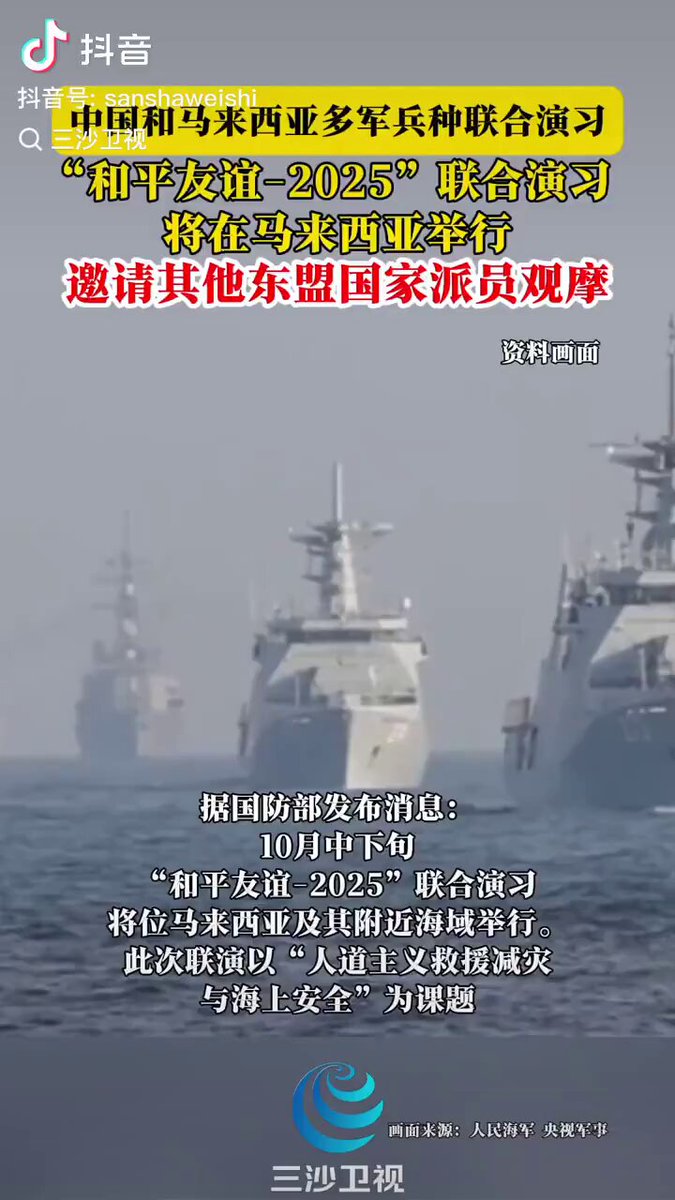 抖音
抖音号: sanshaweishi
三沙卫视
中国和马来西亚多军兵种联合演习
“和平友谊-2025”联合演习
将在马来西亚举行
邀请其他东盟国家派员观摩
资料画面
据国防部发布消息：
10月中下旬
“和平友谊-2025”联合演习
将位马来西亚及其附近海域举行。
此次联演以“人道主义救援减灾
与海上安全”为课题
画面来源：人民海军 央视军事
三沙卫视